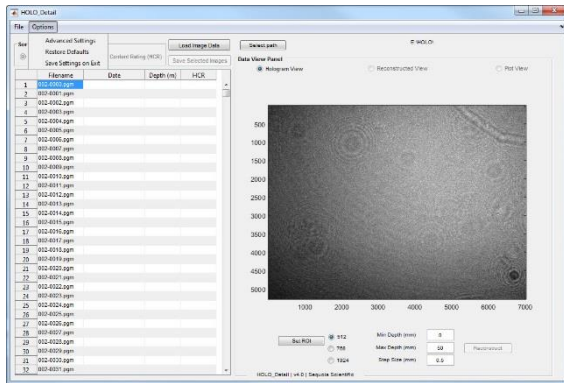 HOLO_Detail
File Options
Advanced Settings
Restore Defaults
Save Settings on Exit
Content Rating (HCR)
Load Image Data
Save Selected Images
Select path
E:\HOLO\
Data View Panel
Hologram View
Reconstructed View
Plot View
Filename Date Depth (m) HCR
1 002-0000.pgm
2 002-0001.pgm
3 002-0002.pgm
4 002-0003.pgm
5 002-0004.pgm
6 002-0005.pgm
7 002-0006.pgm
8 002-0007.pgm
9 002-0008.pgm
10 002-0009.pgm
11 002-0010.pgm
12 002-0011.pgm
13 002-0012.pgm
14 002-0013.pgm
15 002-0014.pgm
16 002-0015.pgm
17 002-0016.pgm
18 002-0017.pgm
19 002-0018.pgm
20 002-0019.pgm
21 002-0020.pgm
22 002-0021.pgm
23 002-0022.pgm
24 002-0023.pgm
25 002-0024.pgm
26 002-0025.pgm
27 002-0026.pgm
28 002-0027.pgm
29 002-0028.pgm
30 002-0029.pgm
31 002-0030.pgm
32 002-0031.pgm
500
1000
1500
2000
2500
3000
3500
4000
4500
5000
1000 2000 3000 4000 5000 6000 7000
Set ROI
512
768
1024
Min Depth (mm)
Max Depth (mm) 50
Step Size (mm) 0.5
Reconstruct
HOLO_Detail | v4.0 | Sequoia Scientific